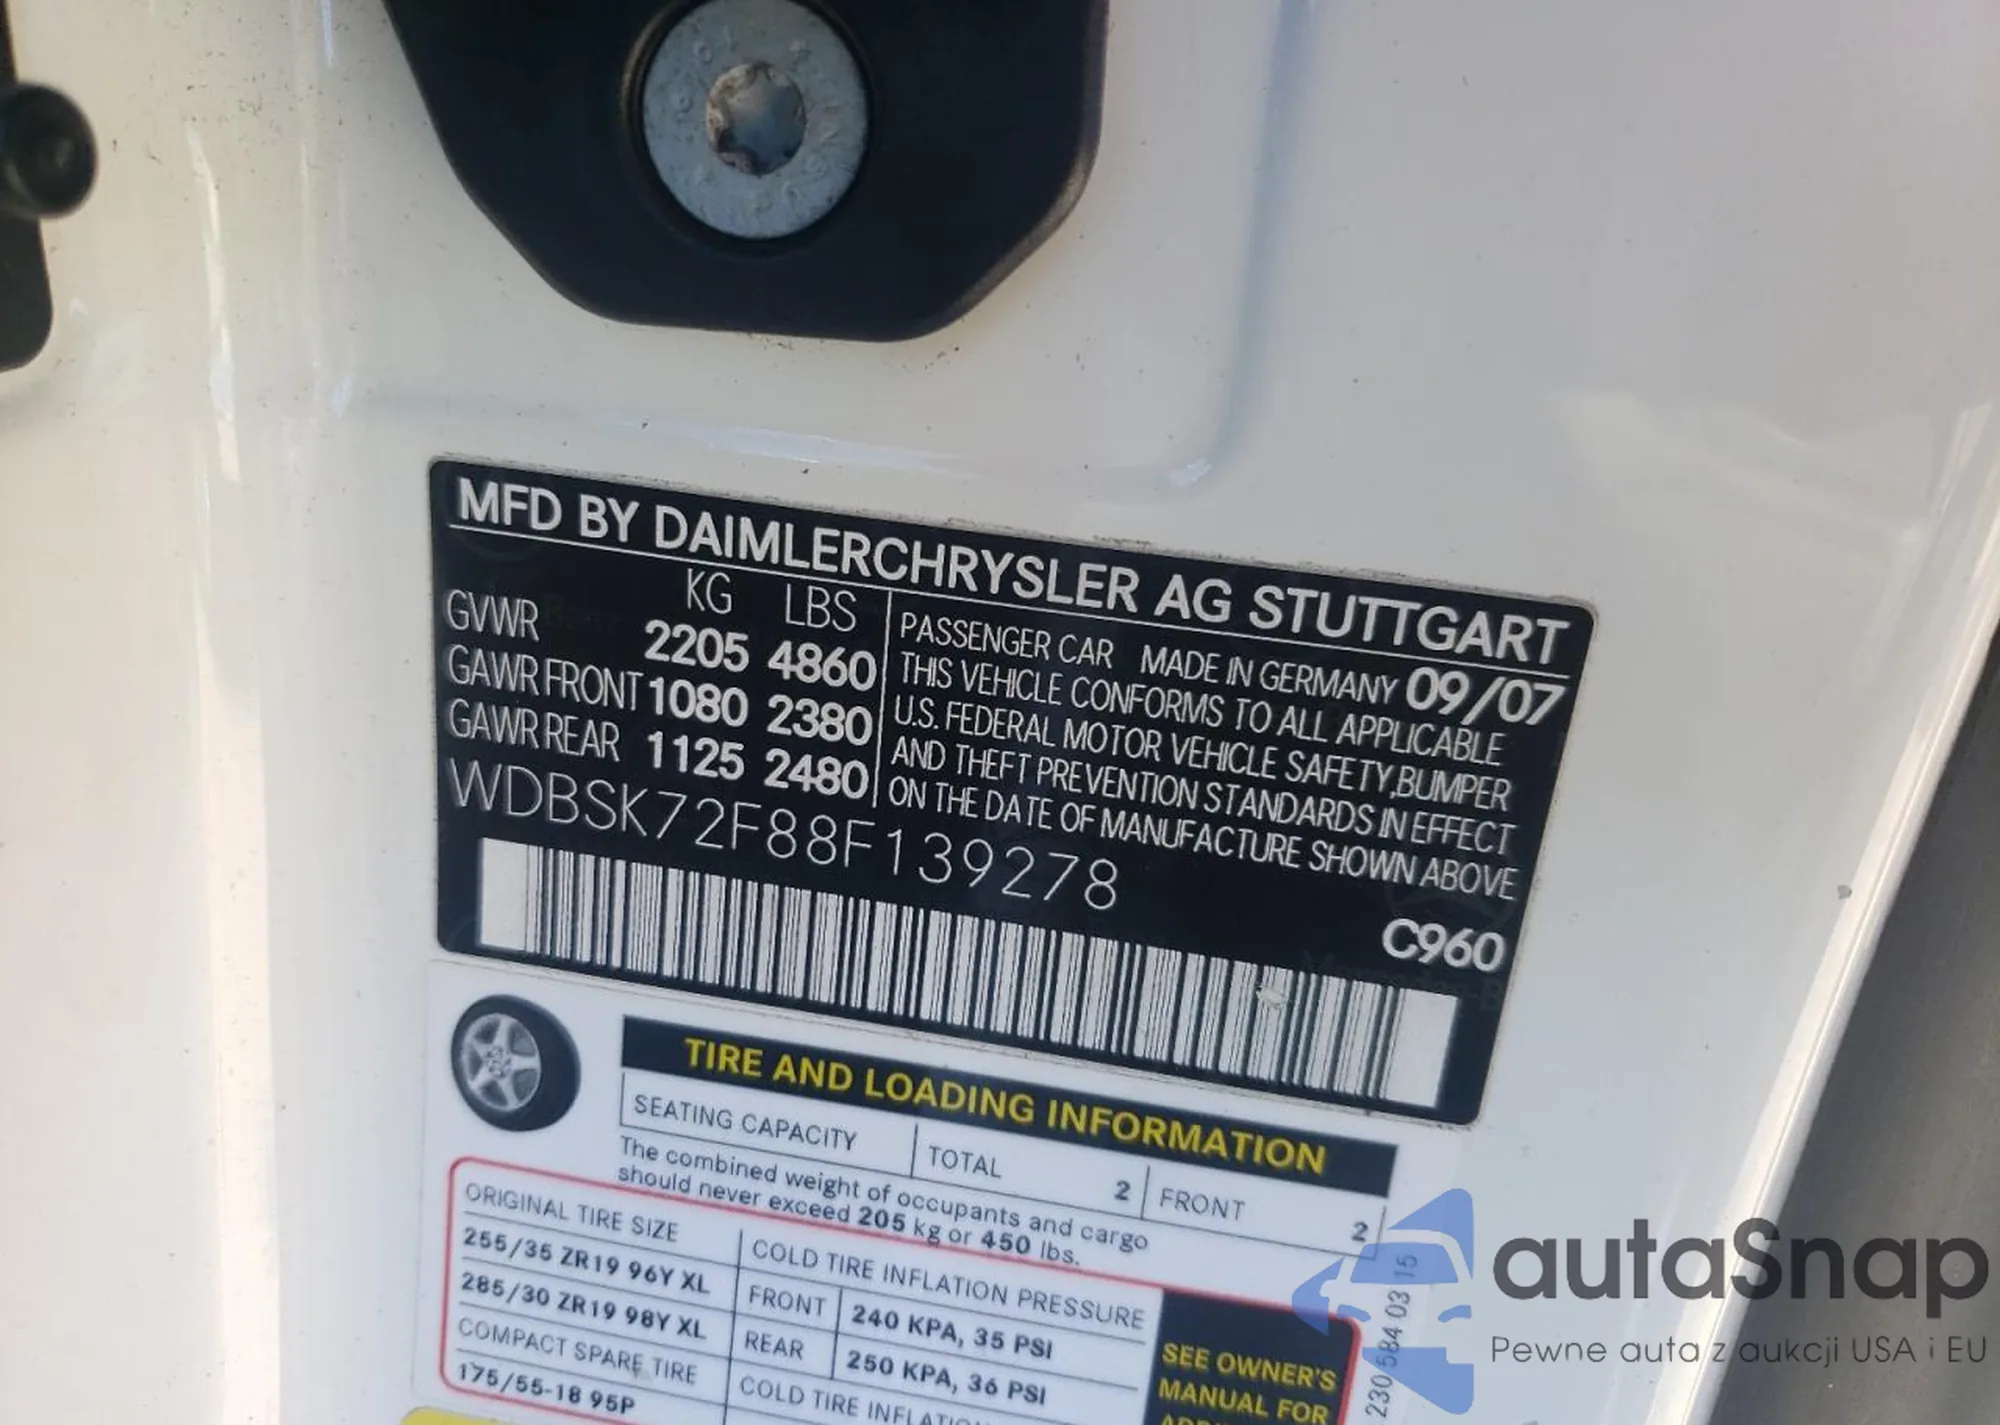 MFD BY DAIMLERCHRYSLER AG STUTTGART
KG LBS
GVWR 2205 4860
GAWR FRONT 1080 2380
GAWR REAR 1125 2480
PASSENGER CAR MADE IN GERMANY 09/07
THIS VEHICLE CONFORMS TO ALL APPLICABLE
U.S. FEDERAL MOTOR VEHICLE SAFETY,BUMPER
AND THEFT PREVENTION STANDARDS IN EFFECT
ON THE DATE OF MANUFACTURE SHOWN ABOVE
WDBSK72F88F139278
C960
TIRE AND LOADING INFORMATION
SEATING CAPACITY TOTAL 2 FRONT 2
The combined weight of occupants and cargo
should never exceed 205 kg or 450 lbs.
ORIGINAL TIRE SIZE COLD TIRE INFLATION PRESSURE
255/35 ZR19 96Y XL FRONT 240 KPA, 35 PSI
285/30 ZR19 98Y XL REAR 250 KPA, 36 PSI
COMPACT SPARE TIRE
175/55-18 95P
SEE OWNER'S
MANUAL FOR
230 584 03 15
autaSnap
Pewne auta z aukcji USA i EU